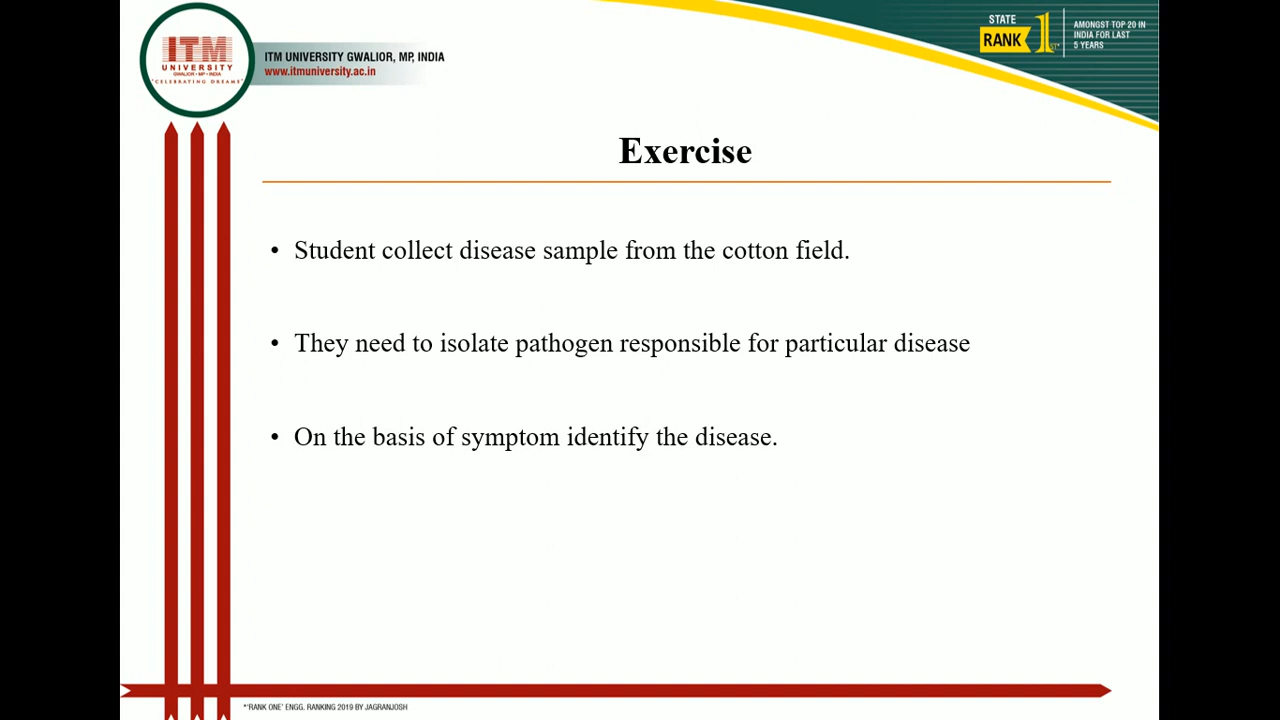 ITM
UNIVERSITY
GWALIOR • MP • INDIA
"CELEBRATING DREAMS"
ITM UNIVERSITY GWALIOR, MP, INDIA
www.itmuniversity.ac.in
STATE
RANK 1ST*
AMONGST TOP 20 IN
INDIA FOR LAST
5 YEARS
Exercise
• Student collect disease sample from the cotton field.
• They need to isolate pathogen responsible for particular disease
• On the basis of symptom identify the disease.
*'RANK ONE' ENGG. RANKING 2019 BY JAGRANJOSH